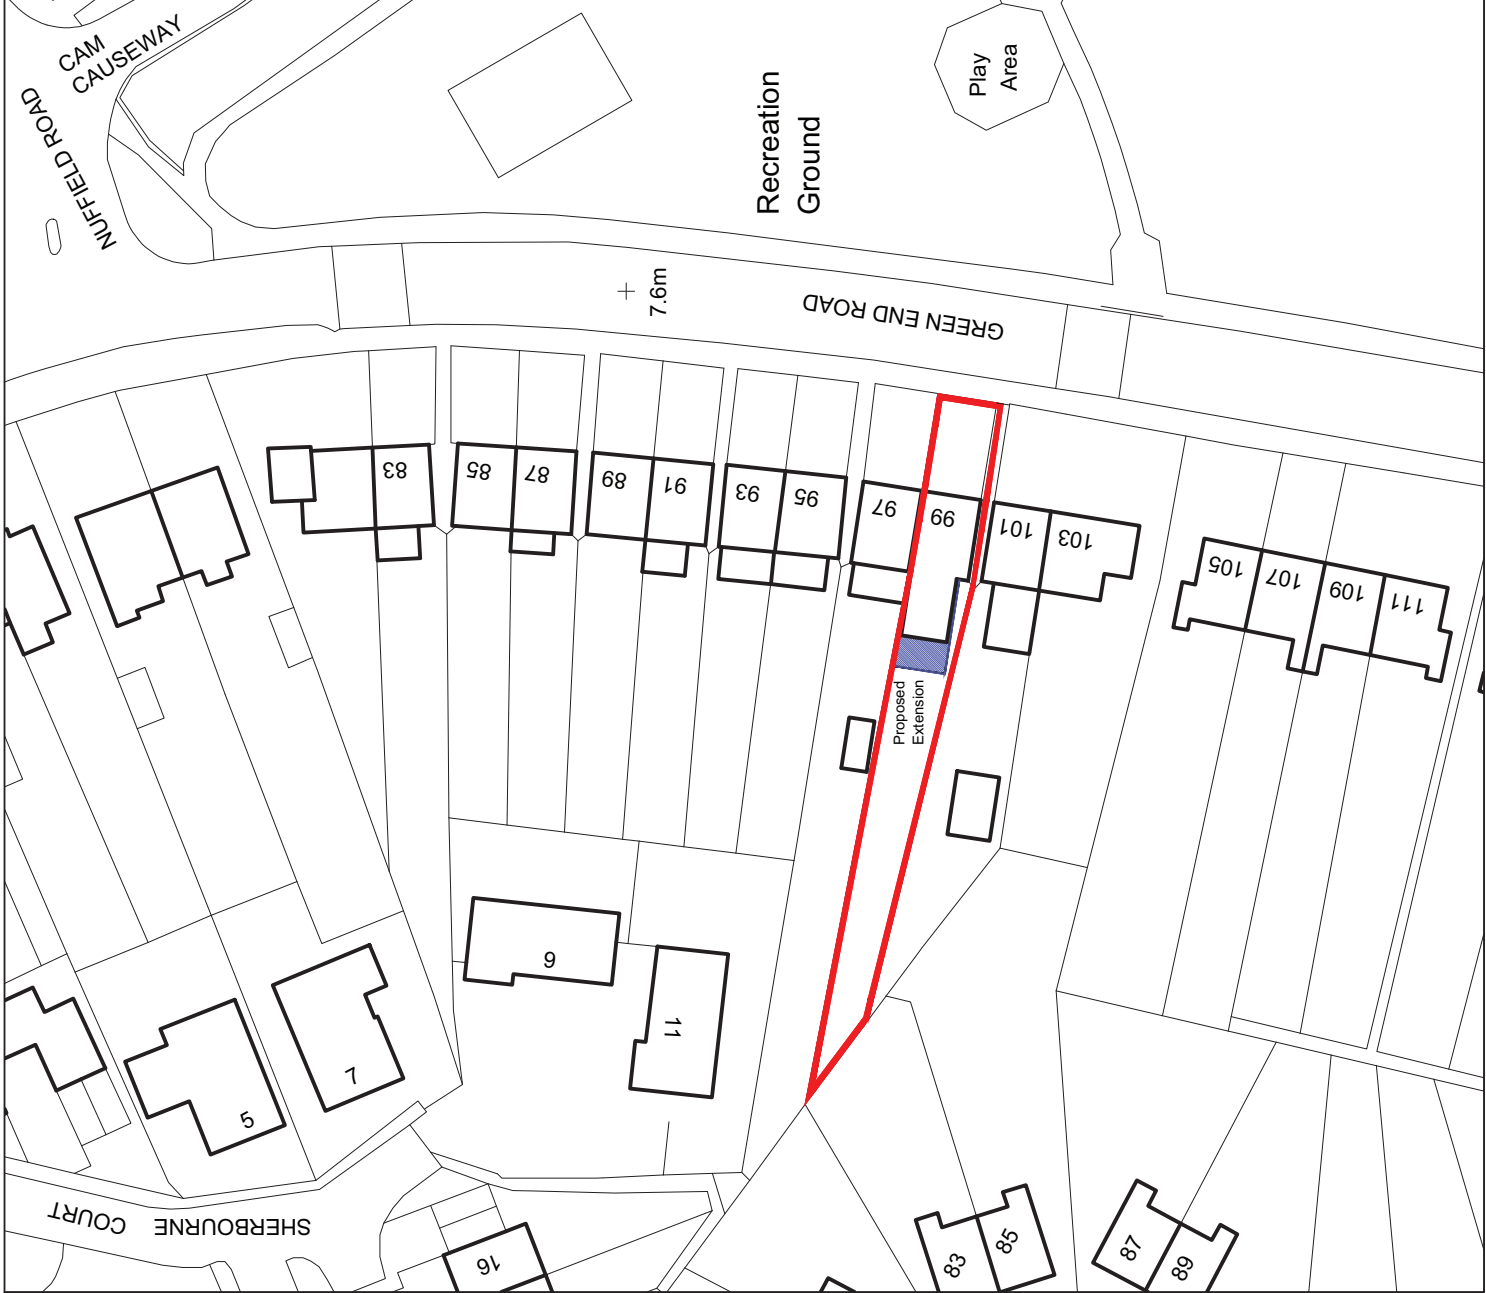 CAM
CAUSEWAY
NUFFIELD ROAD
Play
Area
Recreation
Ground
7.6m
GREEN END ROAD
83
85
87
89
91
93
95
97
99
101
103
105
107
109
111
Proposed
Extension
9
11
7
5
SHERBOURNE COURT
16
83
85
87
89